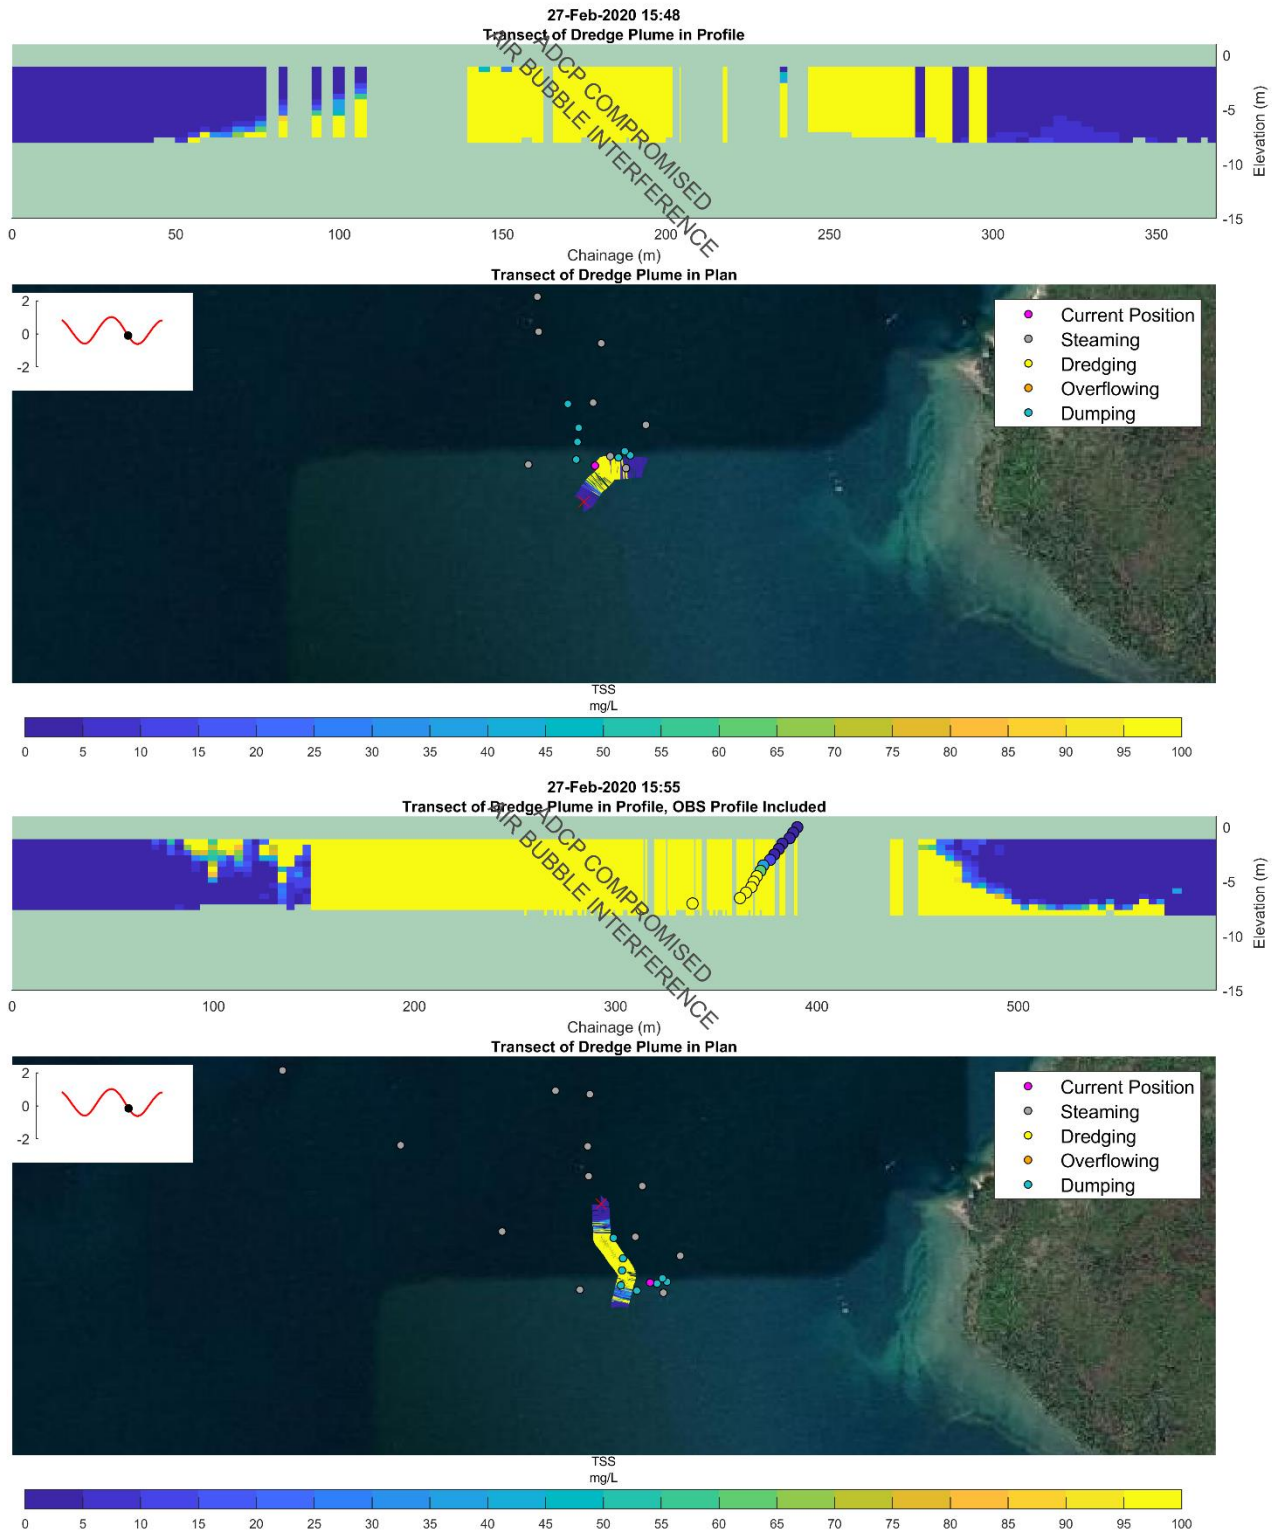 27-Feb-2020 15:48
Transect of Dredge Plume in Profile
ADCP COMPROMISED
AIR BUBBLE INTERFERENCE
0
-5
-10
-15
Elevation (m)
0 50 100 150 200 250 300 350
Chainage (m)
Transect of Dredge Plume in Plan
2
0
-2
Current Position
Steaming
Dredging
Overflowing
Dumping
TSS
mg/L
0 5 10 15 20 25 30 35 40 45 50 55 60 65 70 75 80 85 90 95 100
27-Feb-2020 15:55
Transect of Dredge Plume in Profile, OBS Profile Included
ADCP COMPROMISED
AIR BUBBLE INTERFERENCE
0
-5
-10
-15
Elevation (m)
0 100 200 300 400 500
Chainage (m)
Transect of Dredge Plume in Plan
2
0
-2
Current Position
Steaming
Dredging
Overflowing
Dumping
TSS
mg/L
0 5 10 15 20 25 30 35 40 45 50 55 60 65 70 75 80 85 90 95 100